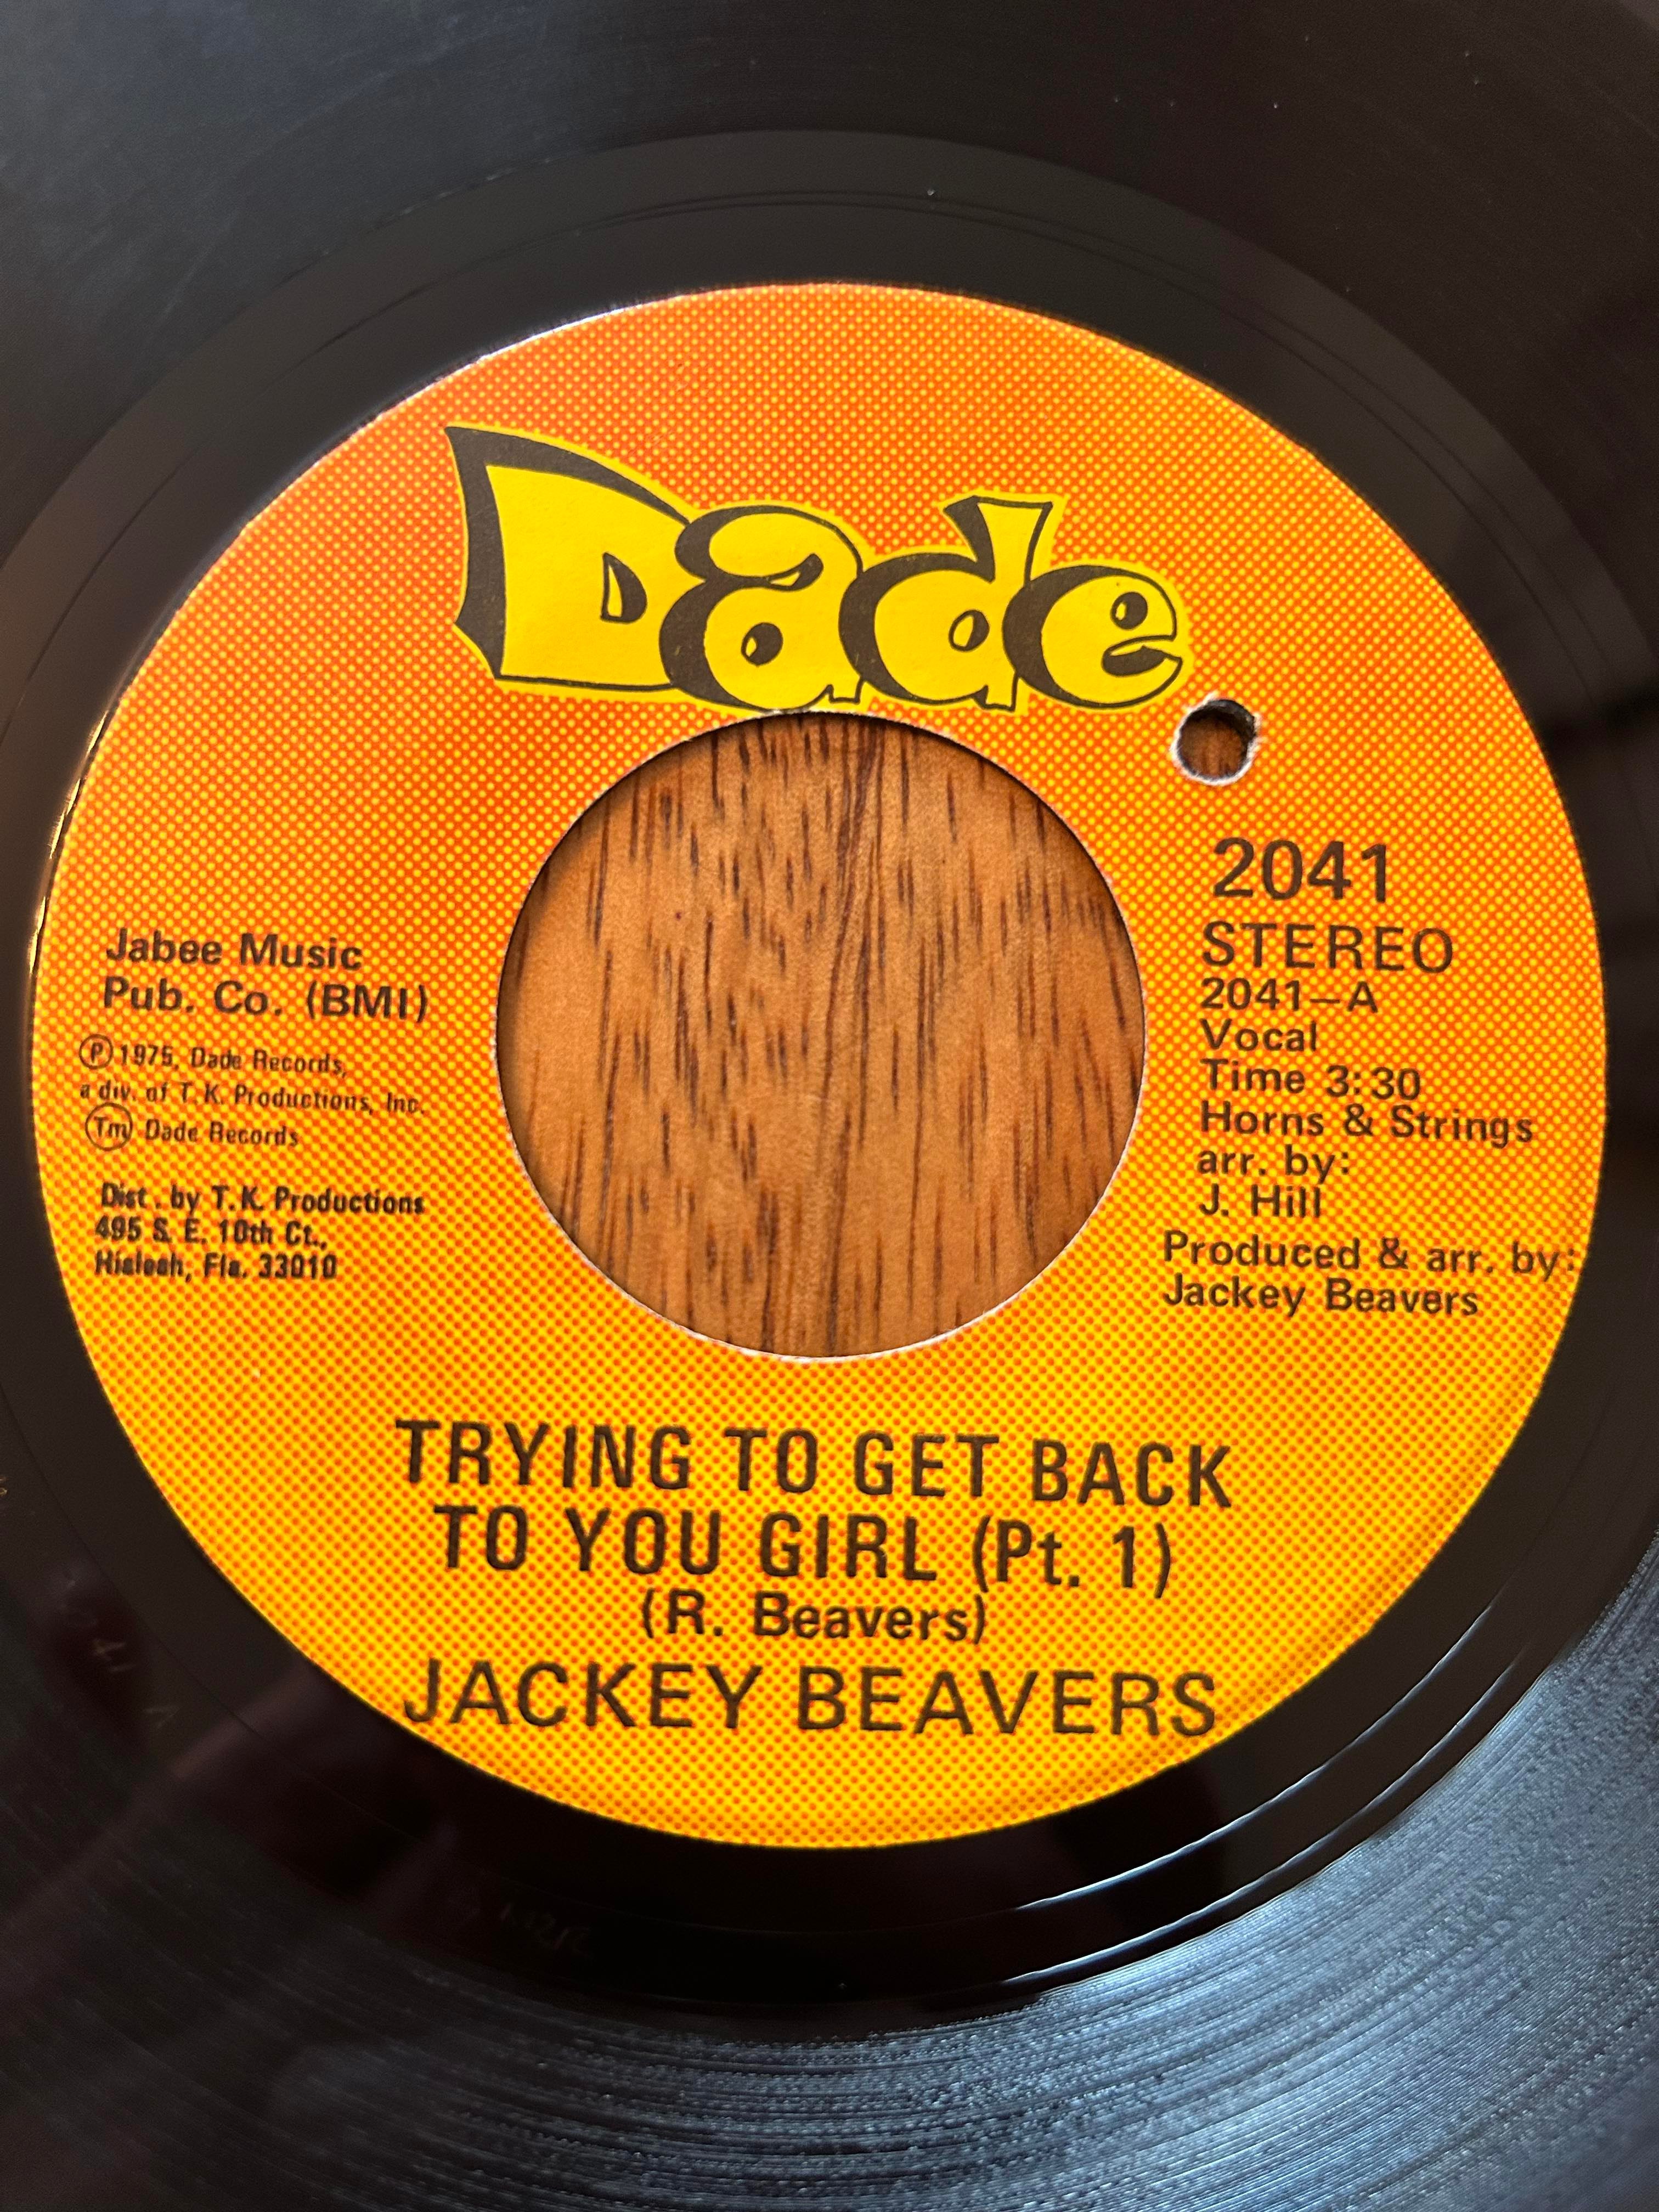 Dade
2041
STEREO
2041-A
Vocal
Time 3:30
Horns & Strings
arr. by:
J. Hill
Produced & arr. by:
Jackey Beavers
Jabee Music
Pub. Co. (BMI)
Ⓟ 1975, Dade Records,
a div. of T.K. Productions, Inc.
Tm Dade Records
Dist. by T.K. Productions
495 S. E. 10th Ct.,
Hialeah, Fla. 33010
TRYING TO GET BACK
TO YOU GIRL (Pt. 1)
(R. Beavers)
JACKEY BEAVERS